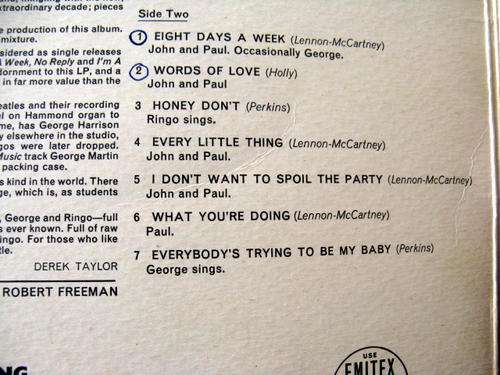 xtraordinary decade; pieces
e production of this album.
mixture.
nsidered as single releases
Week, No Reply and I'm A
dornment to this LP, and a
in far more value than the
eatles and their recording
l on Hammond organ to
me, has George Harrison
y elsewhere in the studio,
gos were later dropped.
Music track George Martin
packing case.
s kind in the world. There
ge, which is, as students
, George and Ringo—full
s ever known. Full of raw
ingo. For those who like
tle.
DEREK TAYLOR
ROBERT FREEMAN
NG
Side Two
1 EIGHT DAYS A WEEK (Lennon-McCartney)
John and Paul. Occasionally George.
2 WORDS OF LOVE (Holly)
John and Paul
3 HONEY DON'T (Perkins)
Ringo sings.
4 EVERY LITTLE THING (Lennon-McCartney)
John and Paul.
5 I DON'T WANT TO SPOIL THE PARTY (Lennon-McCartney)
John and Paul.
6 WHAT YOU'RE DOING (Lennon-McCartney)
Paul.
7 EVERYBODY'S TRYING TO BE MY BABY (Perkins)
George sings.
USE
EMITEX